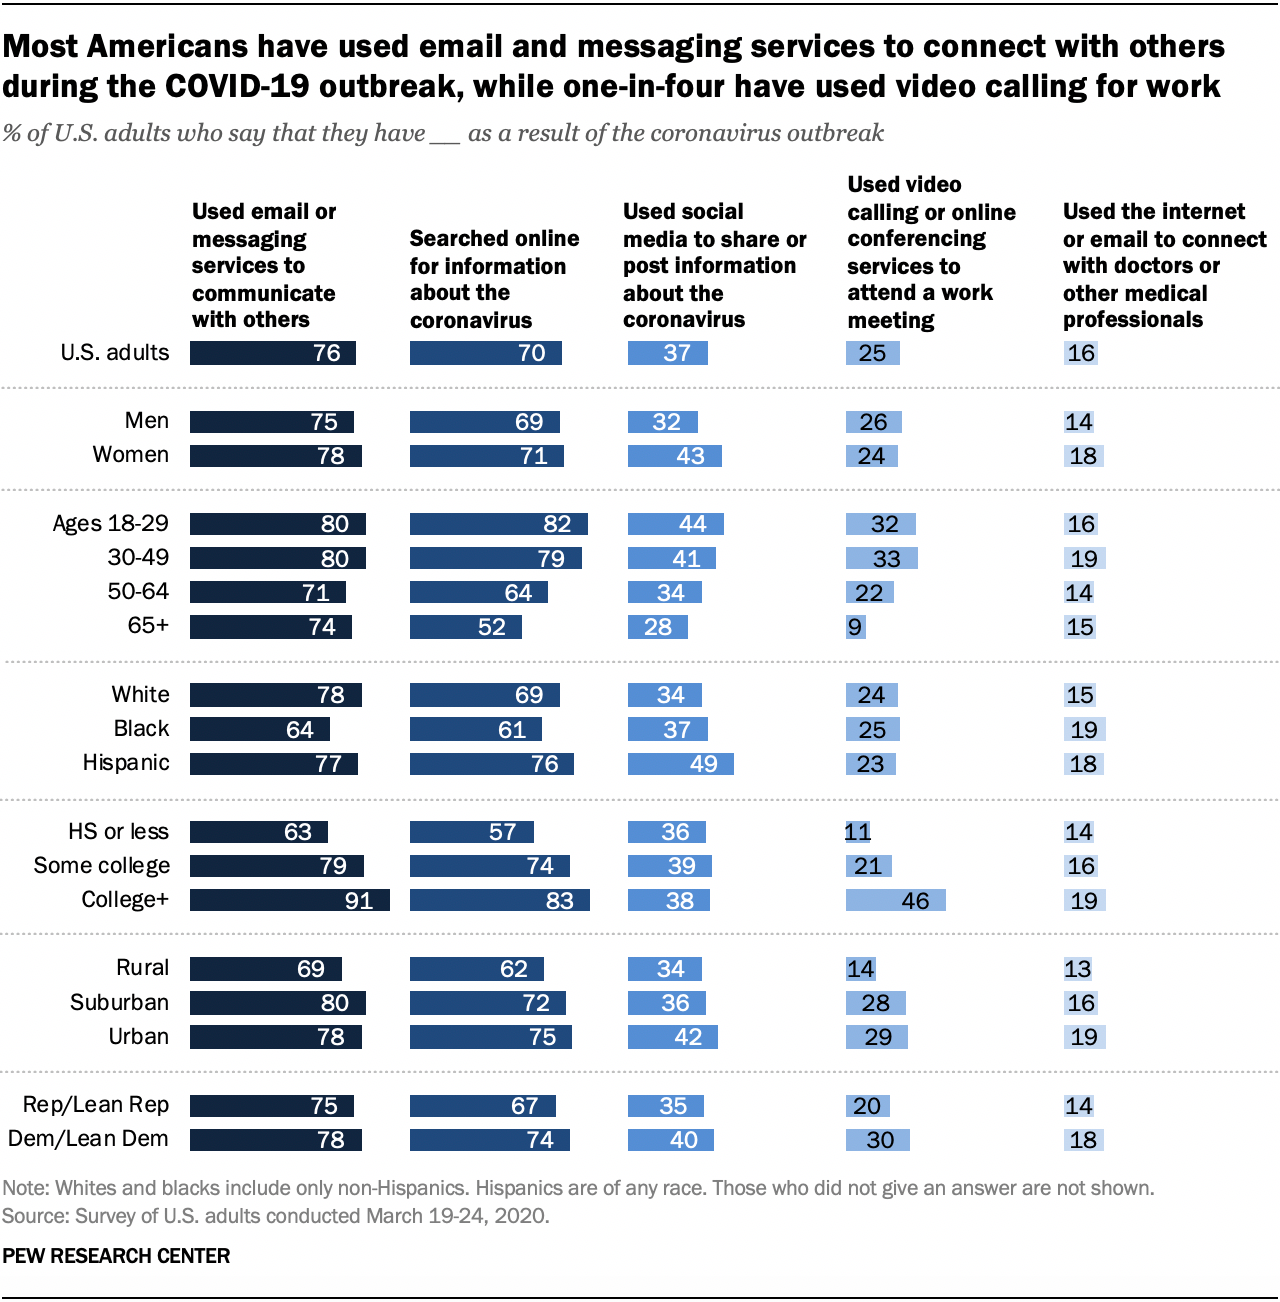 Most Americans have used email and messaging services to connect with others
during the COVID-19 outbreak, while one-in-four have used video calling for work
% of U.S. adults who say that they have __ as a result of the coronavirus outbreak
Used email or
messaging
services to
communicate
with others
Searched online
for information
about the
coronavirus
Used social
media to share or
post information
about the
coronavirus
Used video
calling or online
conferencing
services to
attend a work
meeting
Used the internet
or email to connect
with doctors or
other medical
professionals
U.S. adults 76 70 37 25 16
Men 75 69 32 26 14
Women 78 71 43 24 18
Ages 18-29 80 82 44 32 16
30-49 80 79 41 33 19
50-64 71 64 34 22 14
65+ 74 52 28 9 15
White 78 69 34 24 15
Black 64 61 37 25 19
Hispanic 77 76 49 23 18
HS or less 63 57 36 11 14
Some college 79 74 39 21 16
College+ 91 83 38 46 19
Rural 69 62 34 14 13
Suburban 80 72 36 28 16
Urban 78 75 42 29 19
Rep/Lean Rep 75 67 35 20 14
Dem/Lean Dem 78 74 40 30 18
Note: Whites and blacks include only non-Hispanics. Hispanics are of any race. Those who did not give an answer are not shown.
Source: Survey of U.S. adults conducted March 19-24, 2020.
PEW RESEARCH CENTER